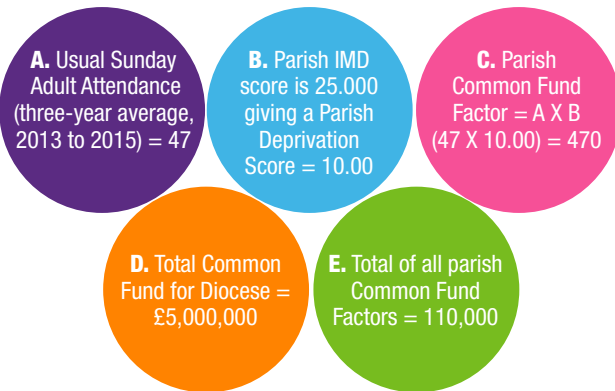 A. Usual Sunday
Adult Attendance
(three-year average,
2013 to 2015) = 47
B. Parish IMD
score is 25.000
giving a Parish
Deprivation
Score = 10.00
C. Parish
Common Fund
Factor = A X B
(47 X 10.00) = 470
D. Total Common
Fund for Diocese =
£5,000,000
E. Total of all parish
Common Fund
Factors = 110,000